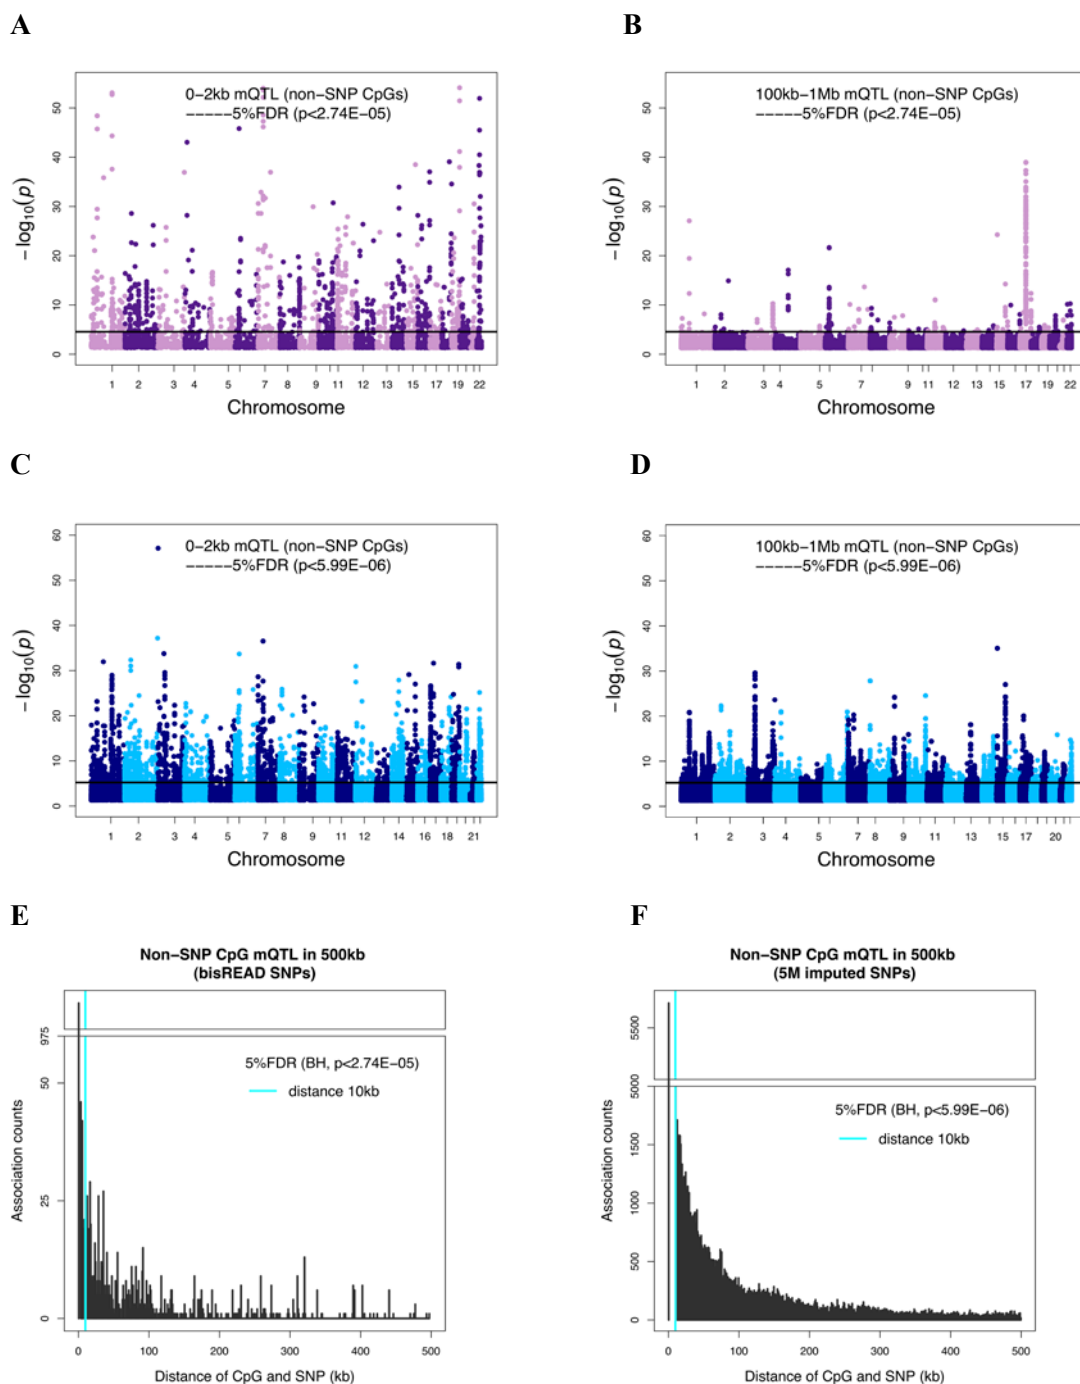 A
B
0−2kb mQTL (non−SNP CpGs)
−−−−−5%FDR (p<2.74E−05)
−log10(p)
0 10 20 30 40 50
1 2 3 4 5 6 7 8 9 11 13 15 17 19 22
Chromosome
100kb−1Mb mQTL (non−SNP CpGs)
−−−−−5%FDR (p<2.74E−05)
−log10(p)
0 10 20 30 40 50
1 2 3 4 5 7 9 11 12 13 15 17 19 22
Chromosome
C
D
0−2kb mQTL (non−SNP CpGs)
−−−−−5%FDR (p<5.99E−06)
−log10(p)
0 10 20 30 40 50 60
1 2 3 4 5 7 8 9 11 12 14 16 18 21
Chromosome
100kb−1Mb mQTL (non−SNP CpGs)
−−−−−5%FDR (p<5.99E−06)
−log10(p)
0 10 20 30 40 50 60
1 2 3 4 5 7 8 9 11 13 15 17 20
Chromosome
E
F
Non−SNP CpG mQTL in 500kb
(bisREAD SNPs)
975
50
25
0
Association counts
5%FDR (BH, p<2.74E−05)
distance 10kb
0 100 200 300 400 500
Distance of CpG and SNP (kb)
Non−SNP CpG mQTL in 500kb
(5M imputed SNPs)
5500
5000
1500
1000
500
0
Association counts
5%FDR (BH, p<5.99E−06)
distance 10kb
0 100 200 300 400 500
Distance of CpG and SNP (kb)